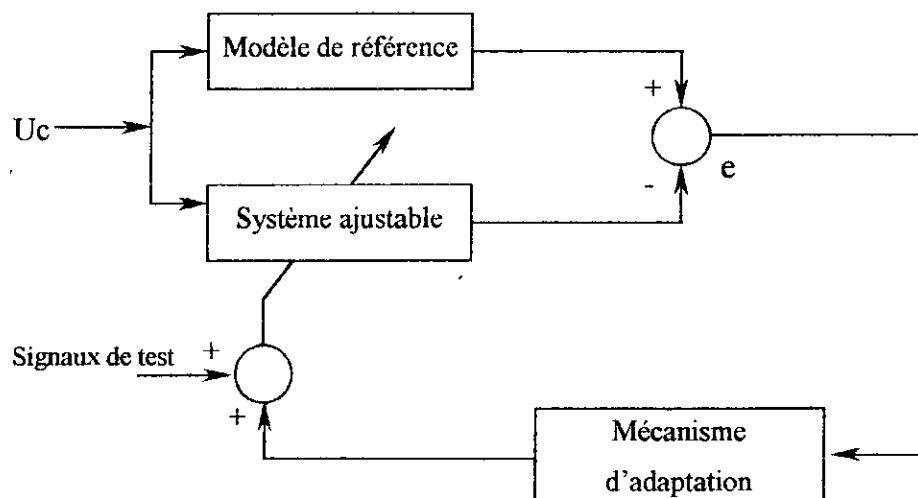 Modèle de référence
+
Uc
e
-
Système ajustable
Signaux de test
+
+
Mécanisme
d'adaptation